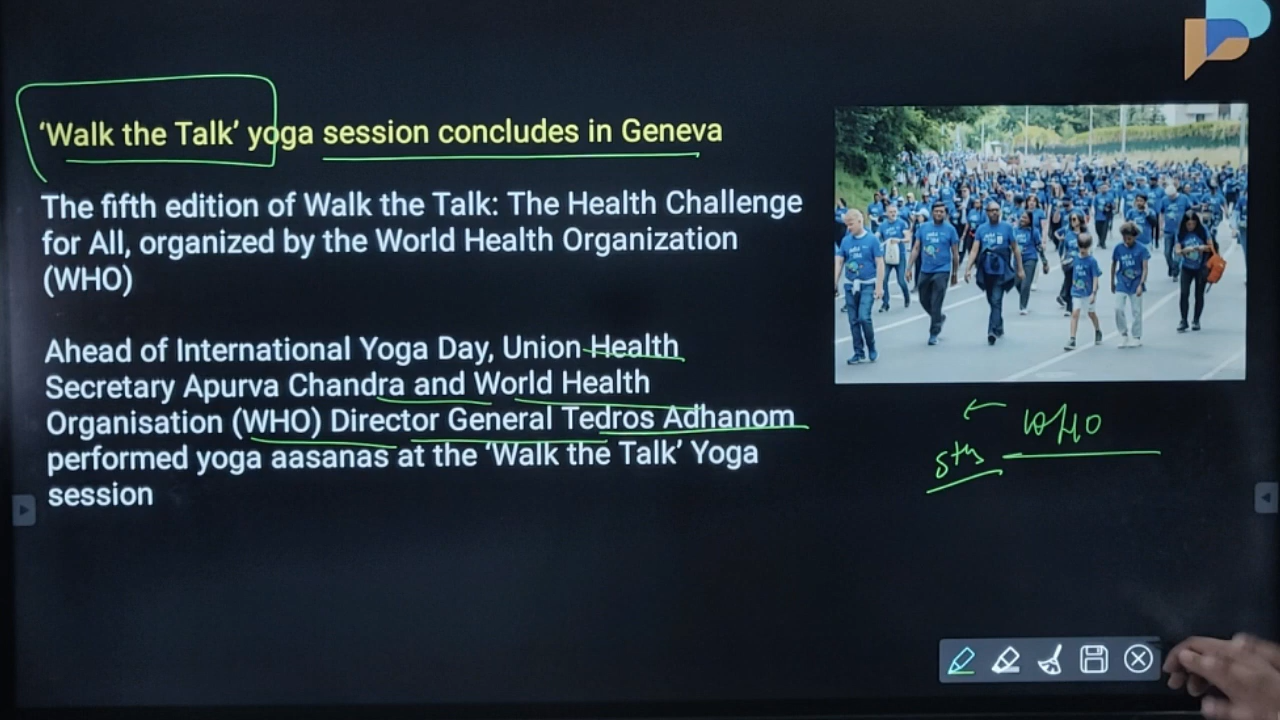 ‘Walk the Talk’ yoga session concludes in Geneva
The fifth edition of Walk the Talk: The Health Challenge
for All, organized by the World Health Organization
(WHO)
Ahead of International Yoga Day, Union Health
Secretary Apurva Chandra and World Health
Organisation (WHO) Director General Tedros Adhanom
performed yoga aasanas at the ‘Walk the Talk’ Yoga
session
WHO
5th